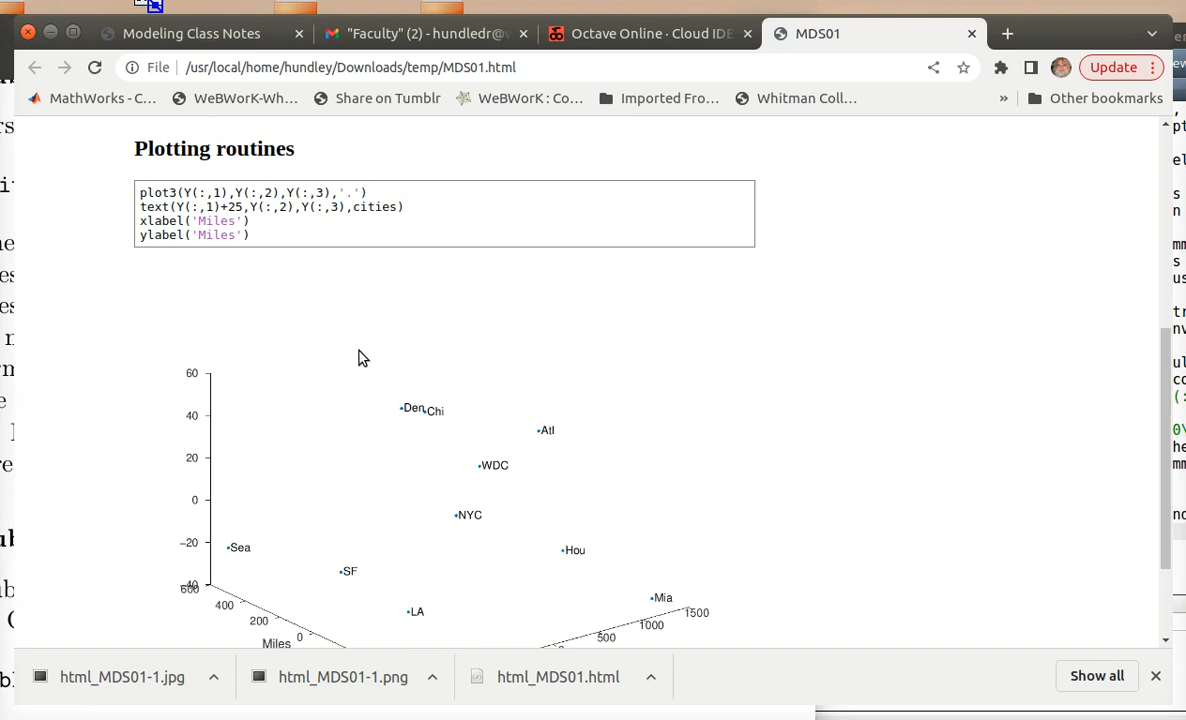 Modeling Class Notes
"Faculty" (2) - hundledr@w
Octave Online · Cloud IDE
MDS01
File /usr/local/home/hundley/Downloads/temp/MDS01.html
Update
MathWorks - C...
WeBWorK-Wh...
Share on Tumblr
WeBWorK : Co...
Imported Fro...
Whitman Coll...
»
Other bookmarks
Plotting routines
plot3(Y(:,1),Y(:,2),Y(:,3),'.')
text(Y(:,1)+25,Y(:,2),Y(:,3),cities)
xlabel('Miles')
ylabel('Miles')
60
Den
Chi
40
Atl
20
WDC
0
NYC
-20
Sea
Hou
SF
-40
600
Mia
400
LA
1500
200
1000
0
500
Miles
html_MDS01-1.jpg
html_MDS01-1.png
html_MDS01.html
Show all